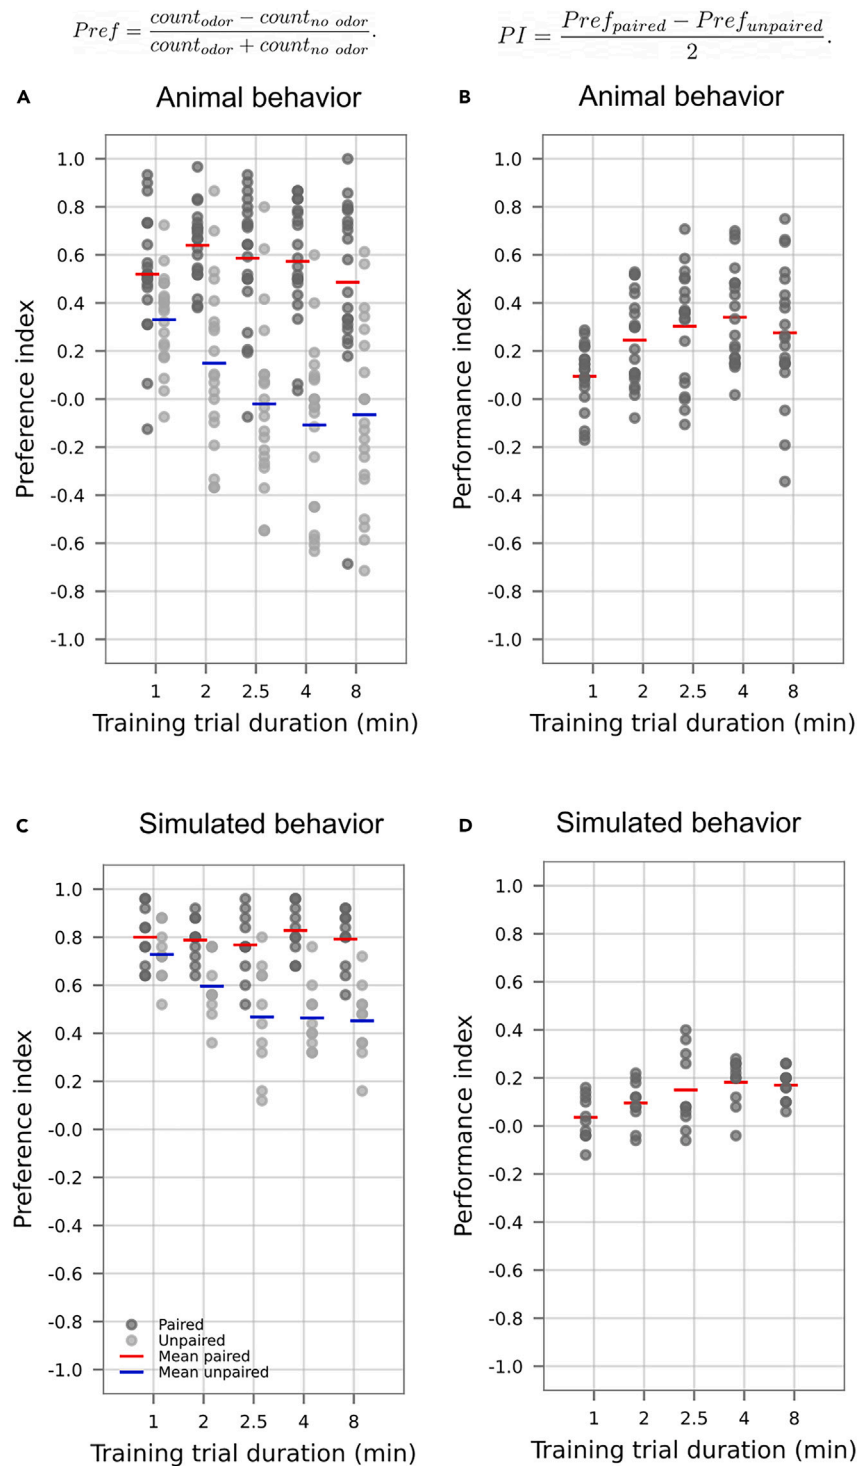 Pref = (count_odor − count_no odor) / (count_odor + count_no odor).
PI = (Pref_paired − Pref_unpaired) / 2.
A
Animal behavior
1.0
0.8
0.6
0.4
0.2
-0.0
-0.2
-0.4
-0.6
-0.8
-1.0
Preference index
1 2 2.5 4 8
Training trial duration (min)
B
Animal behavior
1.0
0.8
0.6
0.4
0.2
-0.0
-0.2
-0.4
-0.6
-0.8
-1.0
Performance index
1 2 2.5 4 8
Training trial duration (min)
C
Simulated behavior
1.0
0.8
0.6
0.4
0.2
-0.0
-0.2
-0.4
-0.6
-0.8
-1.0
Preference index
Paired
Unpaired
Mean paired
Mean unpaired
1 2 2.5 4 8
Training trial duration (min)
D
Simulated behavior
1.0
0.8
0.6
0.4
0.2
-0.0
-0.2
-0.4
-0.6
-0.8
-1.0
Performance index
1 2 2.5 4 8
Training trial duration (min)